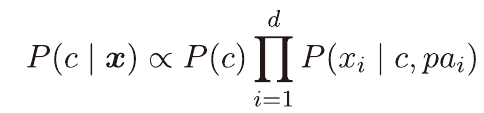 P(c | x) ∝ P(c) ∏_{i=1}^{d} P(x_i | c, pa_i)